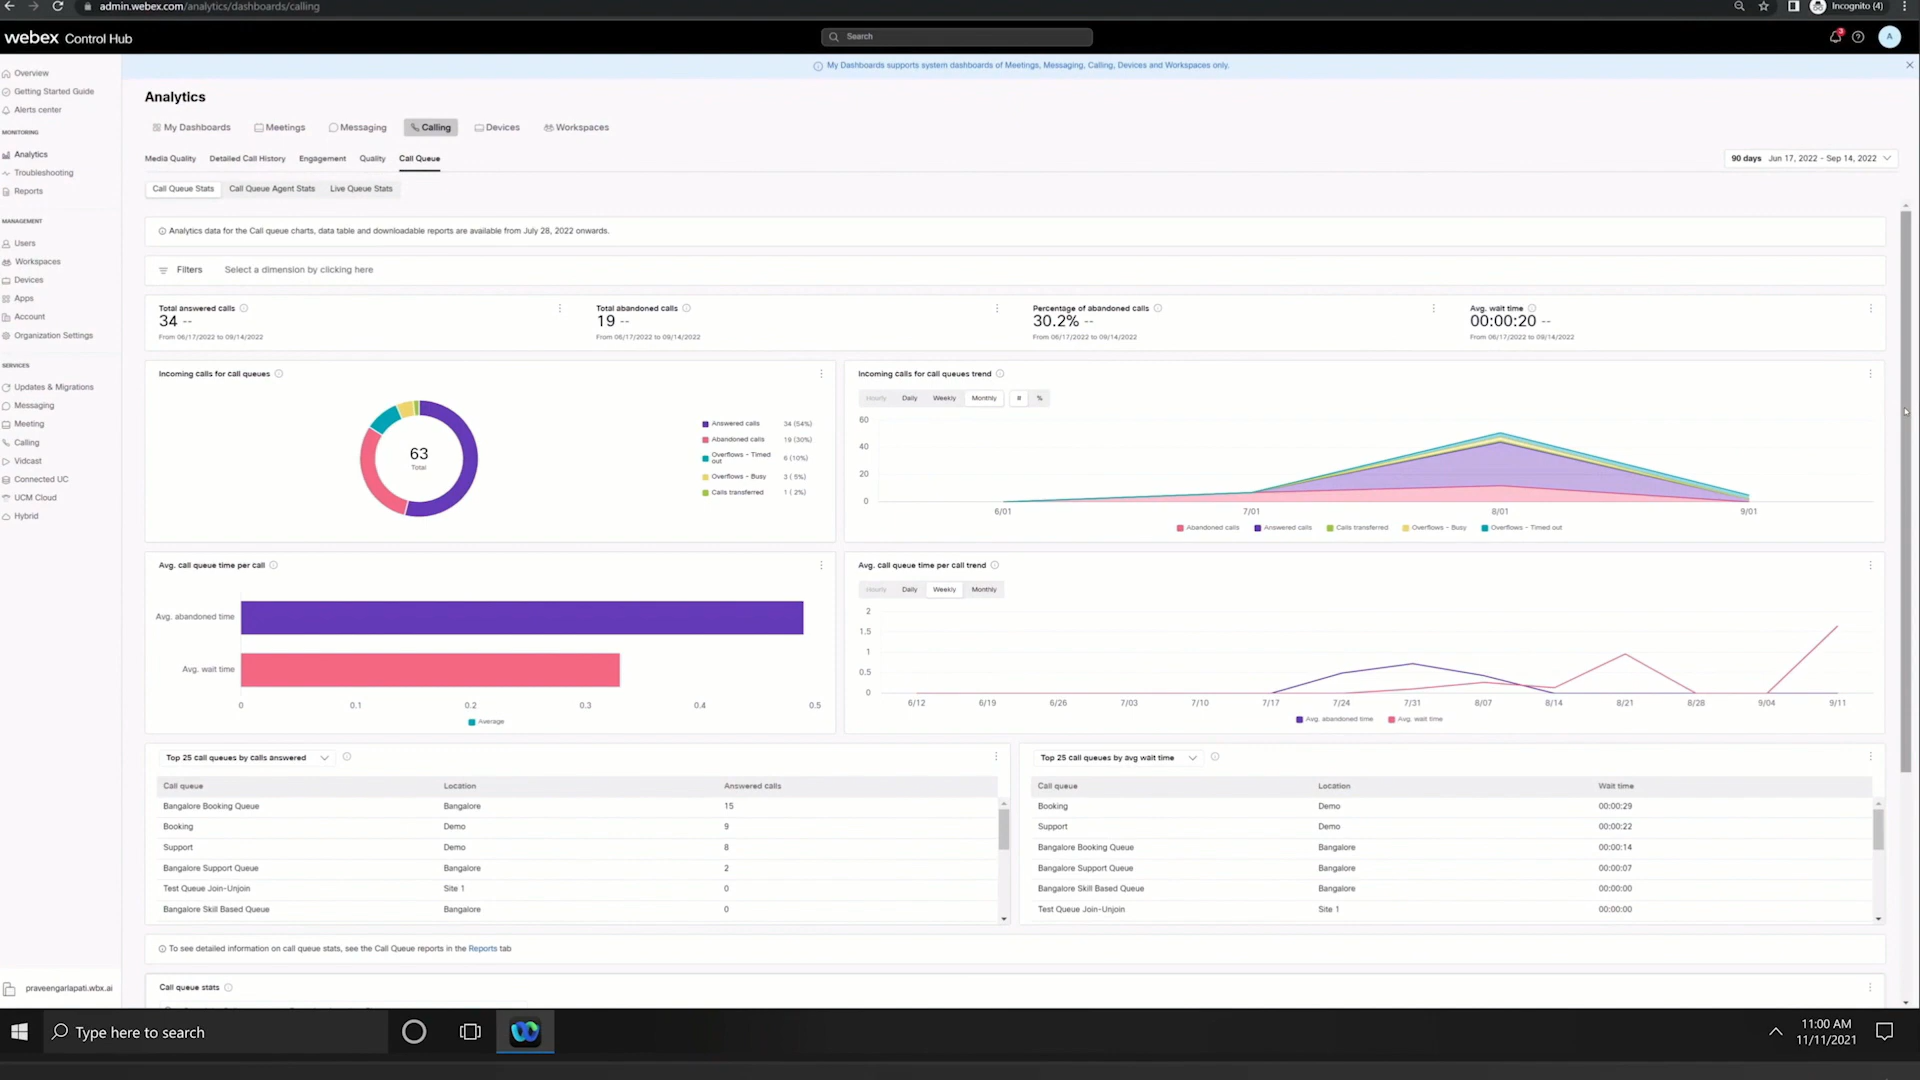 admin.webex.com/analytics/dashboards/calling
Incognito (4)
webex Control Hub
Search
A
My Dashboards supports system dashboards of Meetings, Messaging, Calling, Devices and Workspaces only.
Overview
Getting Started Guide
Alerts center
MONITORING
Analytics
Troubleshooting
Reports
MANAGEMENT
Users
Workspaces
Devices
Apps
Account
Organization Settings
SERVICES
Updates & Migrations
Messaging
Meeting
Calling
Vidcast
Connected UC
UCM Cloud
Hybrid
praveengarlapati.wbx.ai
Analytics
My Dashboards Meetings Messaging Calling Devices Workspaces
Media Quality Detailed Call History Engagement Quality Call Queue
90 days Jun 17, 2022 - Sep 14, 2022
Call Queue Stats Call Queue Agent Stats Live Queue Stats
Analytics data for the Call queue charts, data table and downloadable reports are available from July 28, 2022 onwards.
Filters Select a dimension by clicking here
Total answered calls
34 --
From 06/17/2022 to 09/14/2022
Total abandoned calls
19 --
From 06/17/2022 to 09/14/2022
Percentage of abandoned calls
30.2% --
From 06/17/2022 to 09/14/2022
Avg. wait time
00:00:20 --
From 06/17/2022 to 09/14/2022
Incoming calls for call queues
63
Total
Answered calls 34 (54%)
Abandoned calls 19 (30%)
Overflows - Timed out 6 (10%)
Overflows - Busy 3 ( 5%)
Calls transferred 1 ( 2%)
Incoming calls for call queues trend
Hourly Daily Weekly Monthly # %
60
40
20
0
6/01 7/01 8/01 9/01
Abandoned calls Answered calls Calls transferred Overflows - Busy Overflows - Timed out
Avg. call queue time per call
Avg. abandoned time
Avg. wait time
0 0.1 0.2 0.3 0.4 0.5
Average
Avg. call queue time per call trend
Hourly Daily Weekly Monthly
2
1.5
1
0.5
0
6/12 6/19 6/26 7/03 7/10 7/17 7/24 7/31 8/07 8/14 8/21 8/28 9/04 9/11
Avg. abandoned time Avg. wait time
Top 25 call queues by calls answered
Call queue Location Answered calls
Bangalore Booking Queue Bangalore 15
Booking Demo 9
Support Demo 8
Bangalore Support Queue Bangalore 2
Test Queue Join-Unjoin Site 1 0
Bangalore Skill Based Queue Bangalore 0
Top 25 call queues by avg wait time
Call queue Location Wait time
Booking Demo 00:00:29
Support Demo 00:00:22
Bangalore Booking Queue Bangalore 00:00:14
Bangalore Support Queue Bangalore 00:00:07
Bangalore Skill Based Queue Bangalore 00:00:00
Test Queue Join-Unjoin Site 1 00:00:00
To see detailed information on call queue stats, see the Call Queue reports in the Reports tab
Call queue stats
Type here to search
11:00 AM
11/11/2021